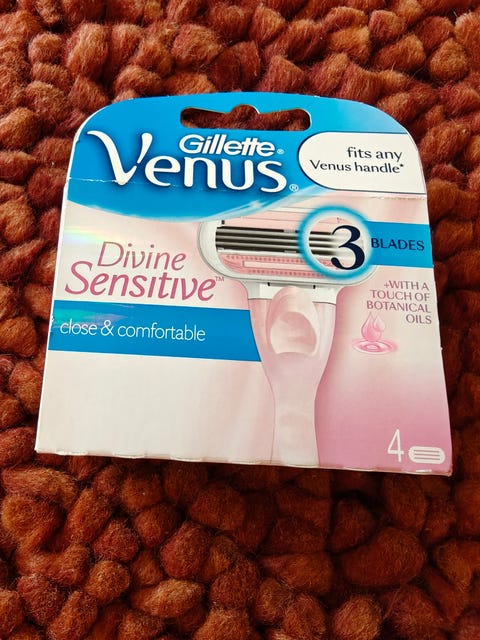 Gillette®
Venus®
fits any
Venus handle*
3 BLADES
Divine
Sensitive™
+WITH A
TOUCH OF
BOTANICAL
OILS
close & comfortable
4